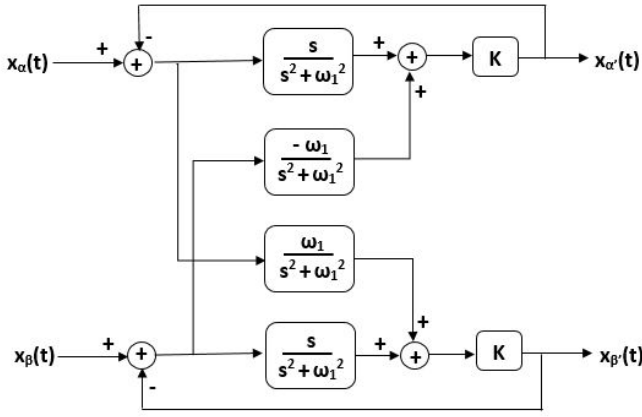 -
+
xα(t)
+
s
s² + ω₁²
+
+
K
xα'(t)
+
- ω₁
s² + ω₁²
ω₁
s² + ω₁²
+
+
xβ(t)
+
s
s² + ω₁²
+
+
K
xβ'(t)
-